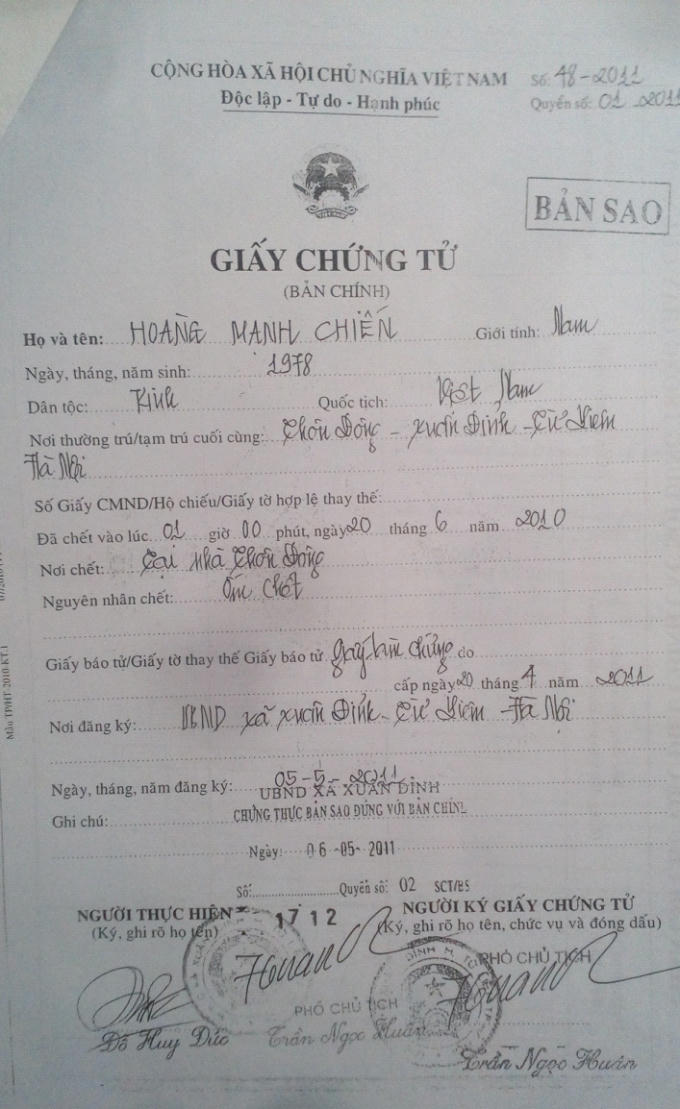 CỘNG HÒA XÃ HỘI CHỦ NGHĨA VIỆT NAM
Độc lập - Tự do - Hạnh phúc
Số: 48-2011
Quyển số: 01-2011
BẢN SAO
GIẤY CHỨNG TỬ
(BẢN CHÍNH)
Họ và tên: HOÀNG MẠNH CHIẾN Giới tính: Nam
Ngày, tháng, năm sinh: 1978
Dân tộc: Kinh Quốc tịch: Việt Nam
Nơi thường trú/tạm trú cuối cùng: Thôn Đông - Xuân Đỉnh - Từ Liêm
Hà Nội
Số Giấy CMND/Hộ chiếu/Giấy tờ hợp lệ thay thế:
Đã chết vào lúc 01 giờ 00 phút, ngày 20 tháng 6 năm 2010
Nơi chết: Tại nhà Thôn Đông
Nguyên nhân chết: Ốm chết
Giấy báo tử/Giấy tờ thay thế Giấy báo tử giấy làm chứng do
cấp ngày 20 tháng 4 năm 2011
Nơi đăng ký: UBND xã Xuân Đỉnh - Từ Liêm - Hà Nội
Ngày, tháng, năm đăng ký: 05-5-2011
UBND XÃ XUÂN ĐỈNH
Ghi chú: CHỨNG THỰC BẢN SAO ĐÚNG VỚI BẢN CHÍNH
Ngày: 06-05-2011
Số: Quyển số: 02 SCT/BS
1712
NGƯỜI THỰC HIỆN
(Ký, ghi rõ họ tên)
NGƯỜI KÝ GIẤY CHỨNG TỬ
(Ký, ghi rõ họ tên, chức vụ và đóng dấu)
PHÓ CHỦ TỊCH
PHÓ CHỦ TỊCH
Đỗ Huy Đức
Trần Ngọc Huân
Trần Ngọc Huân